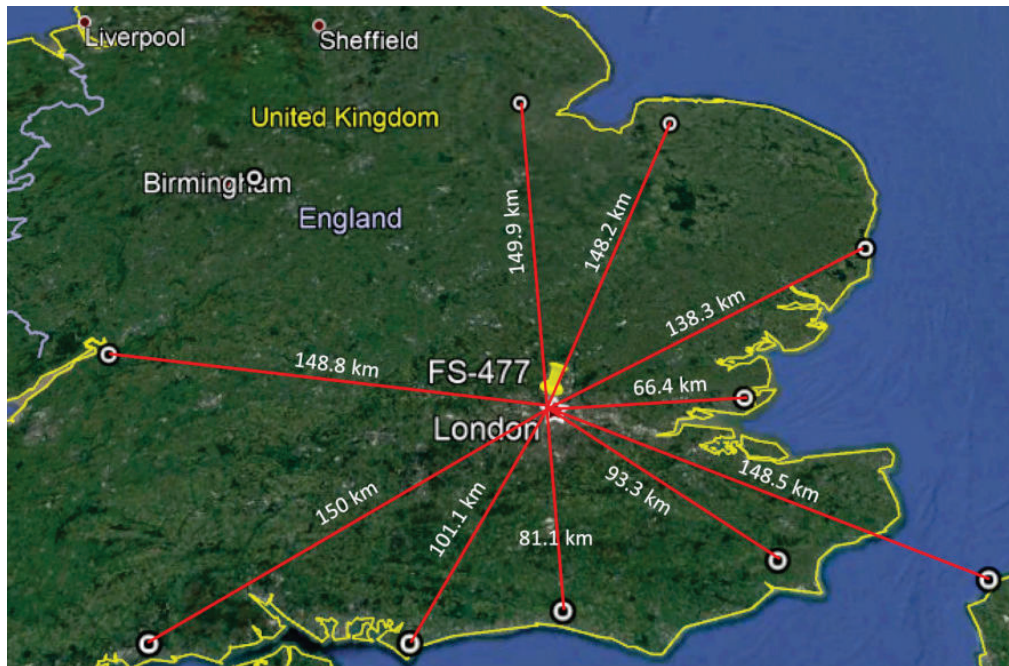 Liverpool
Sheffield
United Kingdom
Birmingham
England
149.9 km
148.2 km
138.3 km
148.8 km
FS-477
66.4 km
London
150 km
101.1 km
81.1 km
93.3 km
148.5 km